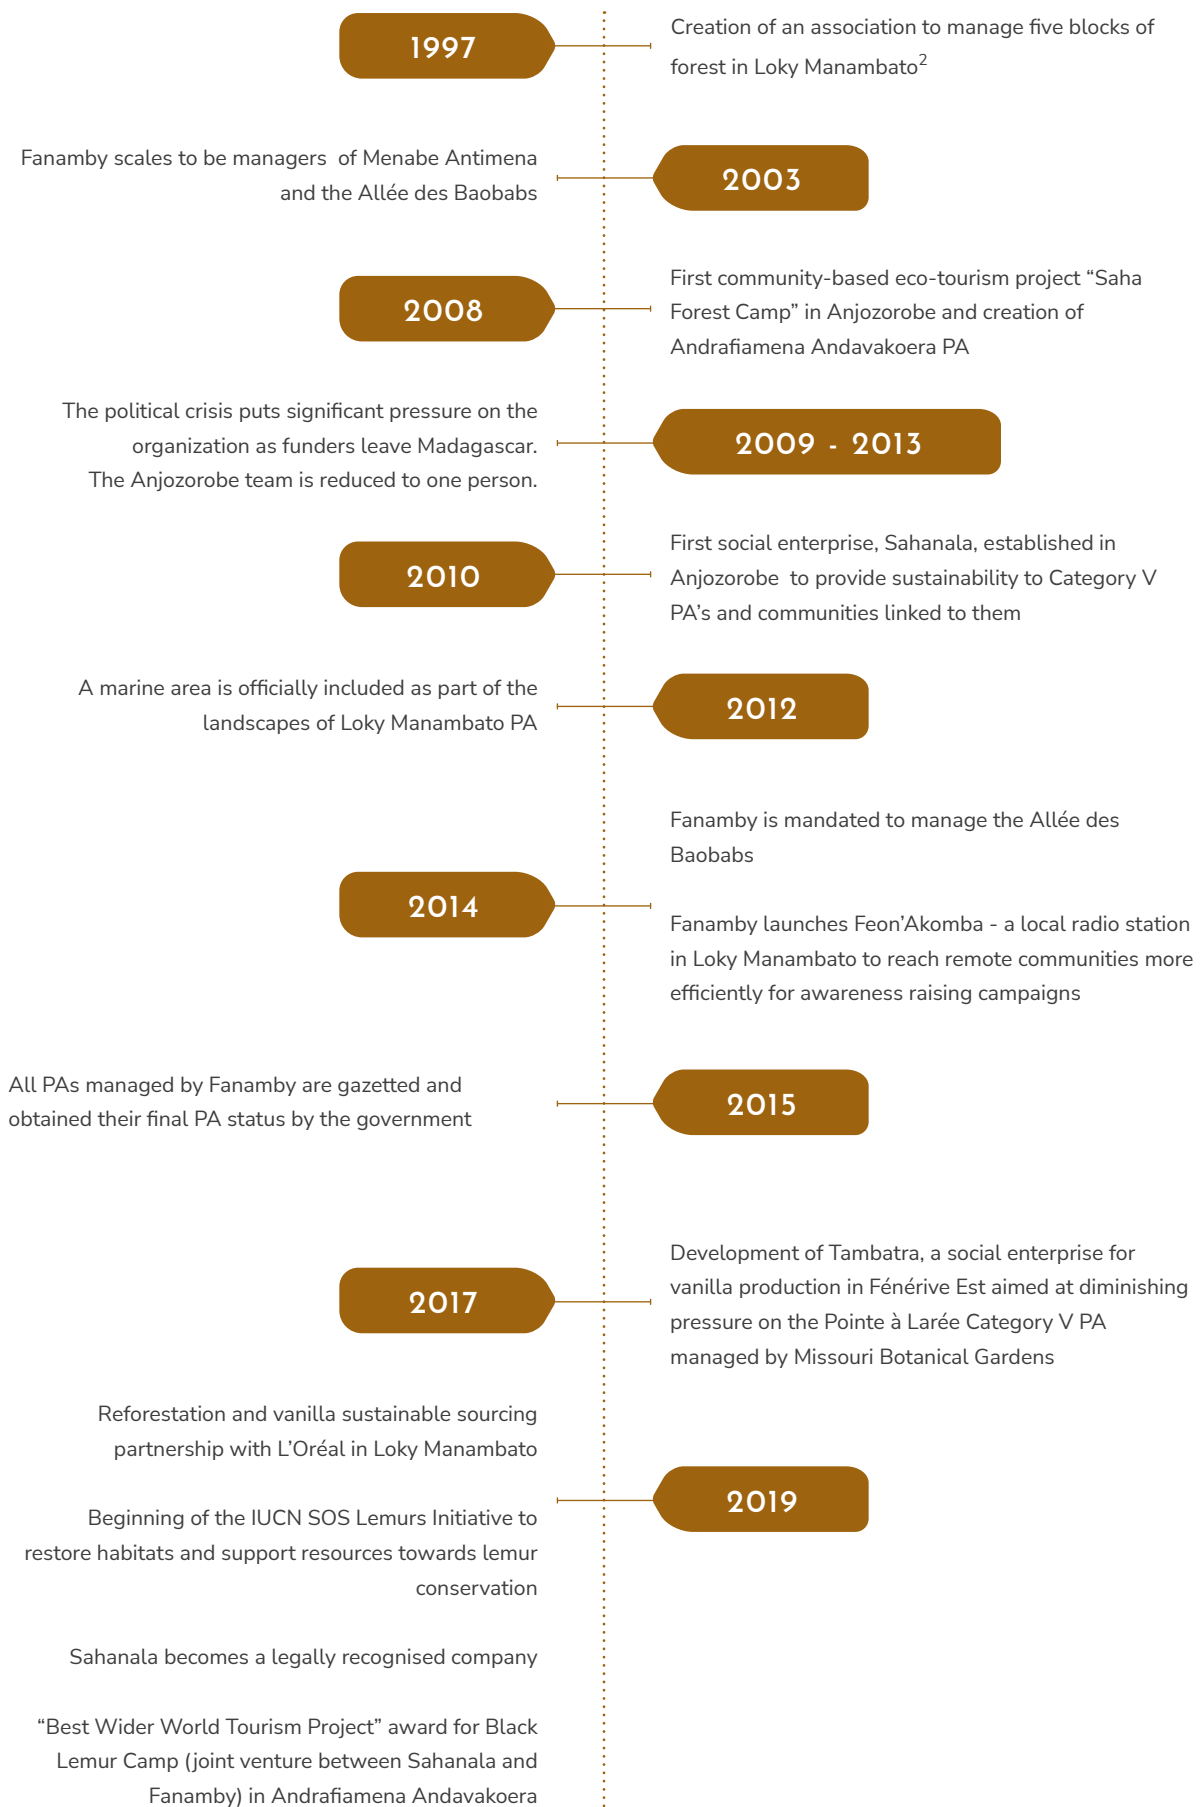 1997
Creation of an association to manage five blocks of
forest in Loky Manambato2
Fanamby scales to be managers of Menabe Antimena
and the Allée des Baobabs
2003
2008
First community-based eco-tourism project “Saha
Forest Camp” in Anjozorobe and creation of
Andrafiamena Andavakoera PA
The political crisis puts significant pressure on the
organization as funders leave Madagascar.
The Anjozorobe team is reduced to one person.
2009 - 2013
2010
First social enterprise, Sahanala, established in
Anjozorobe to provide sustainability to Category V
PA’s and communities linked to them
A marine area is officially included as part of the
landscapes of Loky Manambato PA
2012
2014
Fanamby is mandated to manage the Allée des
Baobabs
Fanamby launches Feon’Akomba - a local radio station
in Loky Manambato to reach remote communities more
efficiently for awareness raising campaigns
All PAs managed by Fanamby are gazetted and
obtained their final PA status by the government
2015
2017
Development of Tambatra, a social enterprise for
vanilla production in Fénérive Est aimed at diminishing
pressure on the Pointe à Larée Category V PA
managed by Missouri Botanical Gardens
Reforestation and vanilla sustainable sourcing
partnership with L’Oréal in Loky Manambato
2019
Beginning of the IUCN SOS Lemurs Initiative to
restore habitats and support resources towards lemur
conservation
Sahanala becomes a legally recognised company
“Best Wider World Tourism Project” award for Black
Lemur Camp (joint venture between Sahanala and
Fanamby) in Andrafiamena Andavakoera